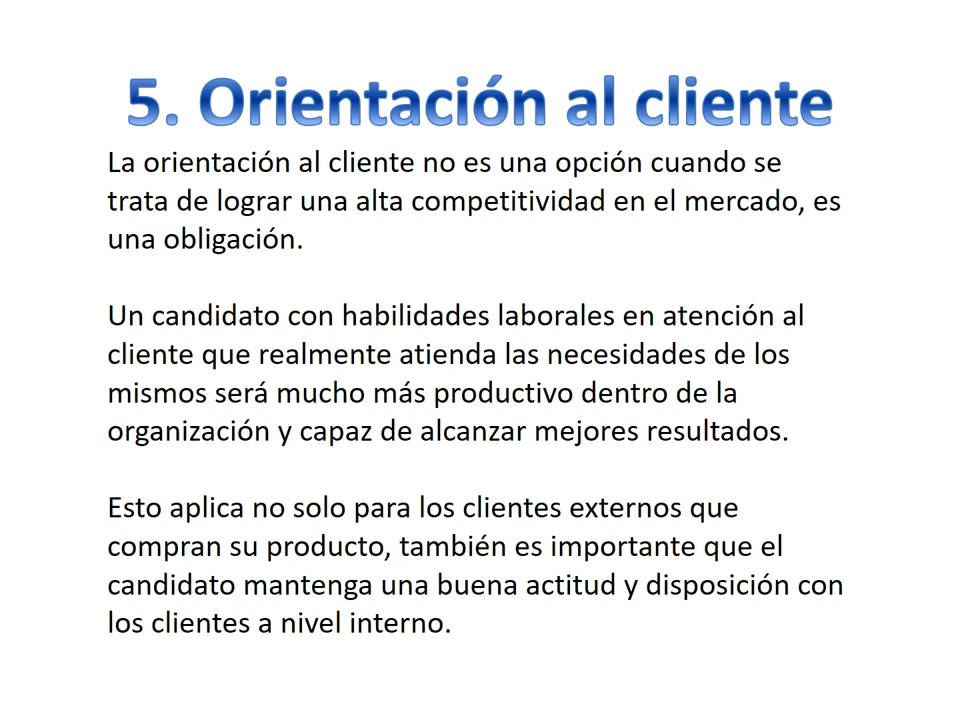 5. Orientación al cliente
La orientación al cliente no es una opción cuando se
trata de lograr una alta competitividad en el mercado, es
una obligación.
Un candidato con habilidades laborales en atención al
cliente que realmente atienda las necesidades de los
mismos será mucho más productivo dentro de la
organización y capaz de alcanzar mejores resultados.
Esto aplica no solo para los clientes externos que
compran su producto, también es importante que el
candidato mantenga una buena actitud y disposición con
los clientes a nivel interno.